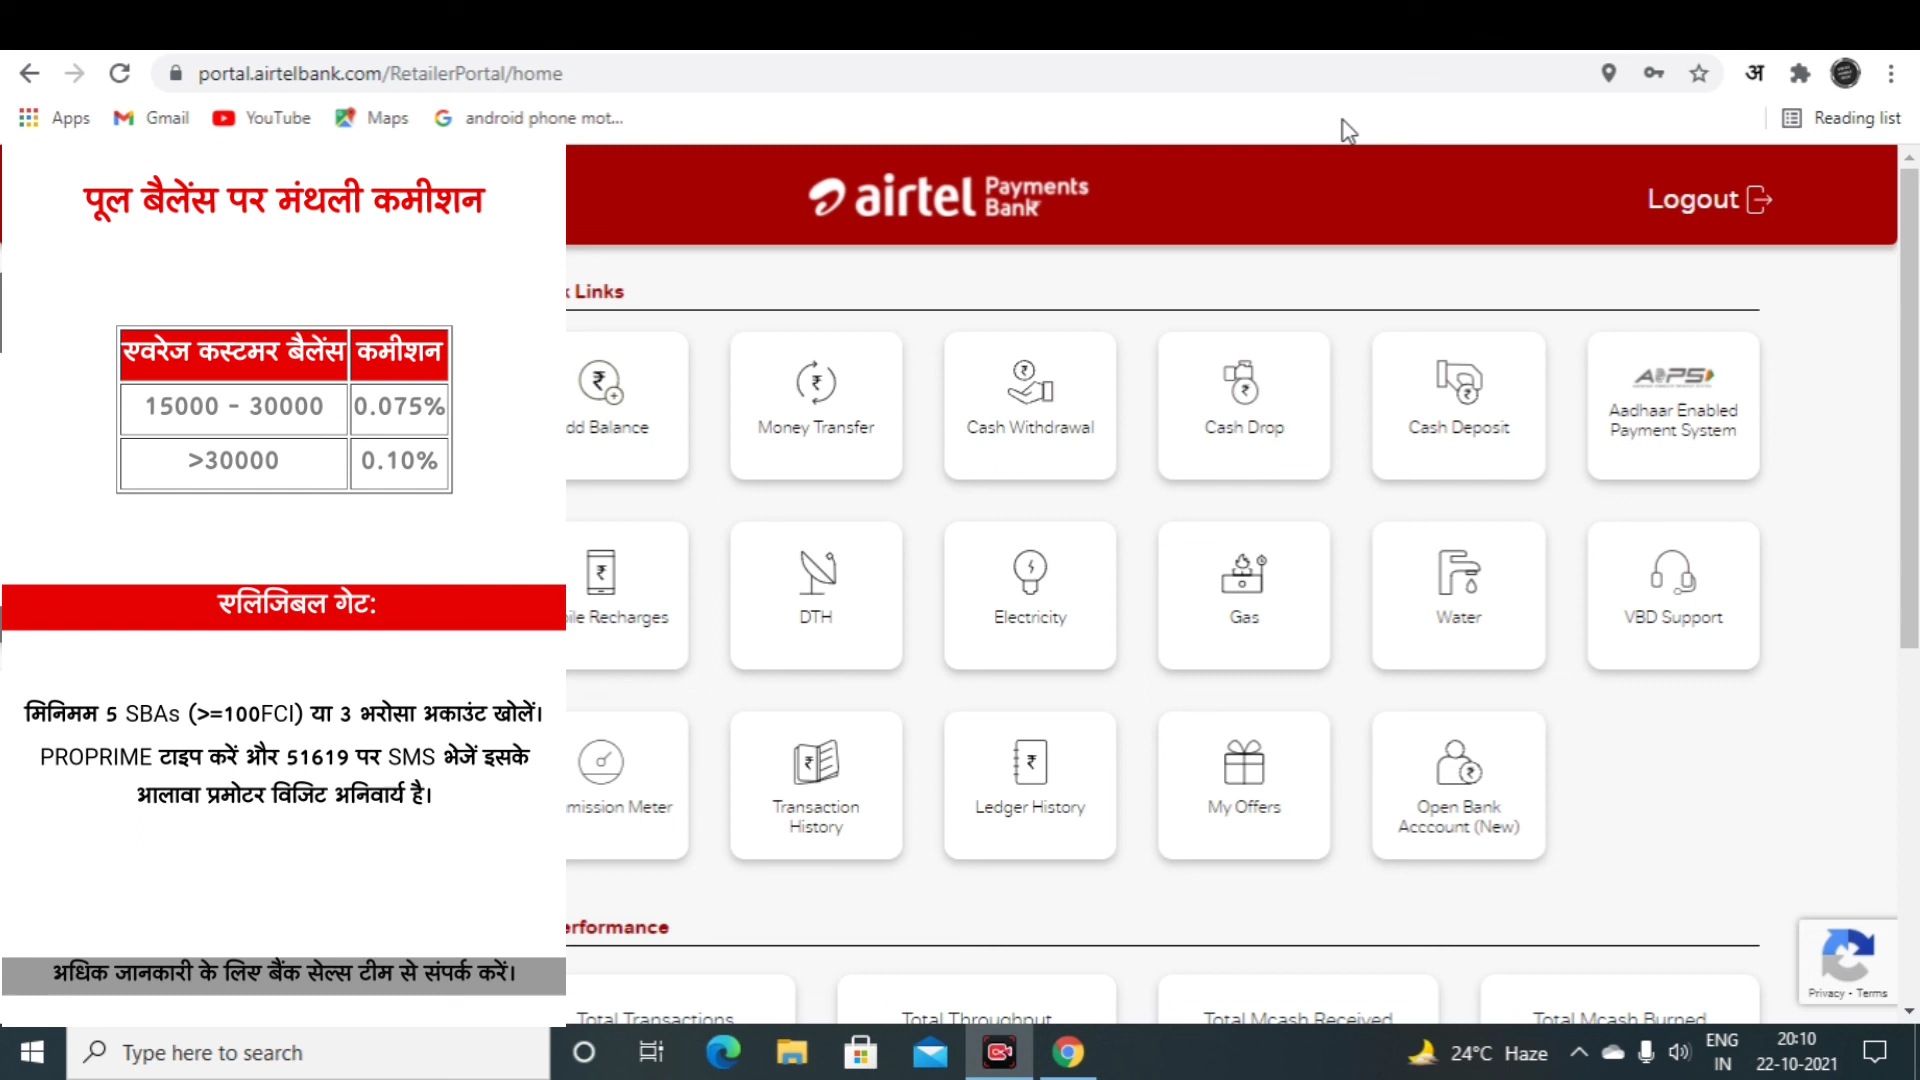 portal.airtelbank.com/RetailerPortal/home
अ
Apps
Gmail
YouTube
Maps
android phone mot...
Reading list
पूल बैलेंस पर मंथली कमीशन
एवरेज कस्टमर बैलेंस कमीशन
15000 - 30000 0.075%
>30000 0.10%
एलिजिबल गेट:
मिनिमम 5 SBAs (>=100FCI) या 3 भरोसा अकाउंट खोलें।
PROPRIME टाइप करें और 51619 पर SMS भेजें इसके
आलावा प्रमोटर विजिट अनिवार्य है।
अधिक जानकारी के लिए बैंक सेल्स टीम से संपर्क करें।
airtel Payments Bank
Logout
Links
dd Balance
Money Transfer
Cash Withdrawal
Cash Drop
Cash Deposit
AePS
Aadhaar Enabled
Payment System
ile Recharges
DTH
Electricity
Gas
Water
VBD Support
mission Meter
Transaction
History
Ledger History
My Offers
Open Bank
Acccount (New)
erformance
Total Transactions
Total Throughput
Total Mcash Received
Total Mcash Burned
Privacy - Terms
Type here to search
24°C Haze
ENG
IN
20:10
22-10-2021